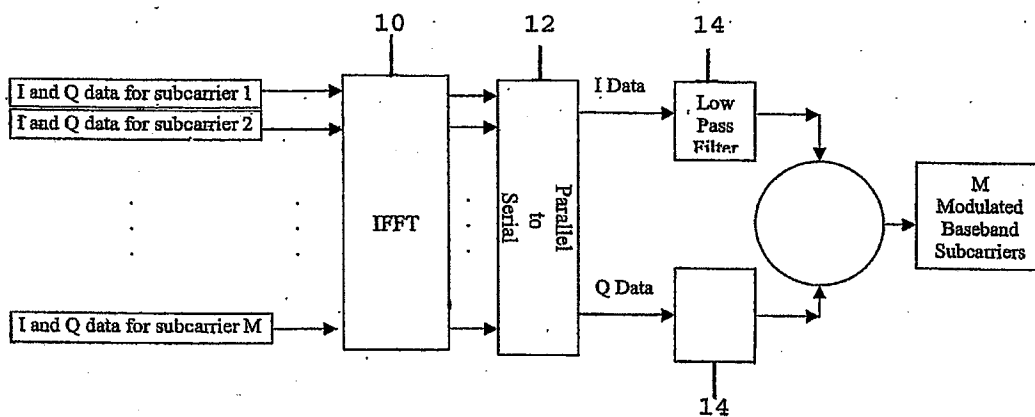 10
12
14
I and Q data for subcarrier 1
I and Q data for subcarrier 2
I and Q data for subcarrier M
IFFT
Parallel
to
Serial
I Data
Q Data
Low
Pass
Filter
14
M
Modulated
Baseband
Subcarriers